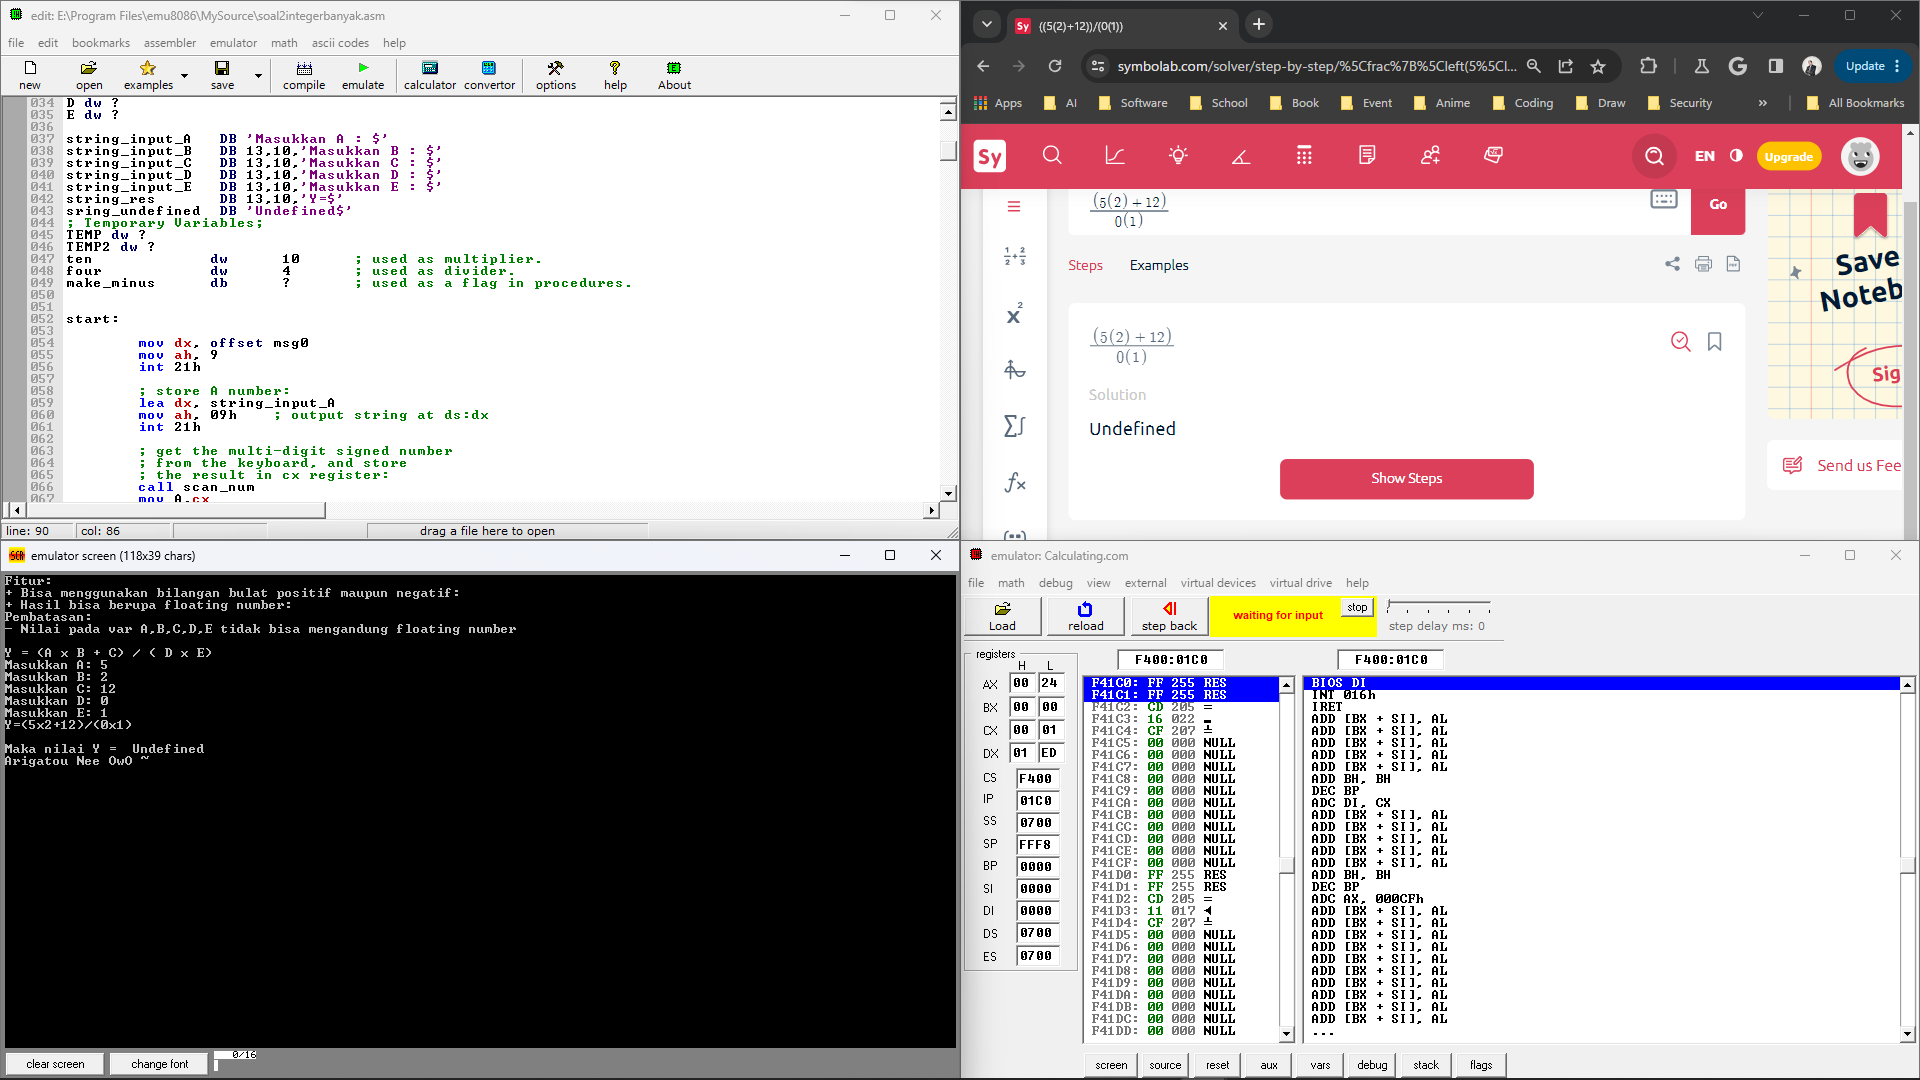 edit: E:\Program Files\emu8086\MySource\soal2integerbanyak.asm
file edit bookmarks assembler emulator math ascii codes help
new open examples save compile emulate calculator convertor options help About
034 D dw ?
035 E dw ?
036
037 string_input_A DB 'Masukkan A : $'
038 string_input_B DB 13,10,'Masukkan B : $'
039 string_input_C DB 13,10,'Masukkan C : $'
040 string_input_D DB 13,10,'Masukkan D : $'
041 string_input_E DB 13,10,'Masukkan E : $'
042 string_res DB 13,10,'Y=$'
043 sring_undefined DB 'Undefined$'
044 ; Temporary Variables;
045 TEMP dw ?
046 TEMP2 dw ?
047 ten dw 10 ; used as multiplier.
048 four dw 4 ; used as divider.
049 make_minus db ? ; used as a flag in procedures.
050
051
052 start:
053
054 mov dx, offset msg0
055 mov ah, 9
056 int 21h
057
058 ; store A number:
059 lea dx, string_input_A
060 mov ah, 09h ; output string at ds:dx
061 int 21h
062
063 ; get the multi-digit signed number
064 ; from the keyboard, and store
065 ; the result in cx register:
066 call scan_num
067 mov A,cx
line: 90 col: 86 drag a file here to open
Sy ((5(2)+12))/(0(1))
symbolab.com/solver/step-by-step/%5Cfrac%7B%5Cleft(5%5Cl... Update
Apps AI Software School Book Event Anime Coding Draw Security » All Bookmarks
Sy EN Upgrade
(5(2) + 12)
0(1)
Go
Steps Examples
(5(2) + 12)
0(1)
Solution
Undefined
Show Steps
Save
Noteb
Sig
Send us Fee
emulator screen (118x39 chars)
Fitur:
+ Bisa menggunakan bilangan bulat positif maupun negatif:
+ Hasil bisa berupa floating number:
Pembatasan:
- Nilai pada var A,B,C,D,E tidak bisa mengandung floating number
Y = (A x B + C) / ( D x E)
Masukkan A: 5
Masukkan B: 2
Masukkan C: 12
Masukkan D: 0
Masukkan E: 1
Y=(5x2+12)/(0x1)
Maka nilai Y = Undefined
Arigatou Nee OwO ~
clear screen change font 0/16
emulator: Calculating.com
file math debug view external virtual devices virtual drive help
Load reload step back waiting for input stop step delay ms: 0
registers
H L
AX 00 24
BX 00 00
CX 00 01
DX 01 ED
CS F400
IP 01C0
SS 0700
SP FFF8
BP 0000
SI 0000
DI 0000
DS 0700
ES 0700
F400:01C0
F41C0: FF 255 RES
F41C1: FF 255 RES
F41C2: CD 205 =
F41C3: 16 022 ▬
F41C4: CF 207 ╧
F41C5: 00 000 NULL
F41C6: 00 000 NULL
F41C7: 00 000 NULL
F41C8: 00 000 NULL
F41C9: 00 000 NULL
F41CA: 00 000 NULL
F41CB: 00 000 NULL
F41CC: 00 000 NULL
F41CD: 00 000 NULL
F41CE: 00 000 NULL
F41CF: 00 000 NULL
F41D0: FF 255 RES
F41D1: FF 255 RES
F41D2: CD 205 =
F41D3: 11 017 ◄
F41D4: CF 207 ╧
F41D5: 00 000 NULL
F41D6: 00 000 NULL
F41D7: 00 000 NULL
F41D8: 00 000 NULL
F41D9: 00 000 NULL
F41DA: 00 000 NULL
F41DB: 00 000 NULL
F41DC: 00 000 NULL
F41DD: 00 000 NULL
F400:01C0
BIOS DI
INT 016h
IRET
ADD [BX + SI], AL
ADD [BX + SI], AL
ADD [BX + SI], AL
ADD [BX + SI], AL
ADD [BX + SI], AL
ADD BH, BH
DEC BP
ADC DI, CX
ADD [BX + SI], AL
ADD [BX + SI], AL
ADD [BX + SI], AL
ADD [BX + SI], AL
ADD [BX + SI], AL
ADD BH, BH
DEC BP
ADC AX, 000CFh
ADD [BX + SI], AL
ADD [BX + SI], AL
ADD [BX + SI], AL
ADD [BX + SI], AL
ADD [BX + SI], AL
ADD [BX + SI], AL
ADD [BX + SI], AL
ADD [BX + SI], AL
ADD [BX + SI], AL
ADD [BX + SI], AL
...
screen source reset aux vars debug stack flags